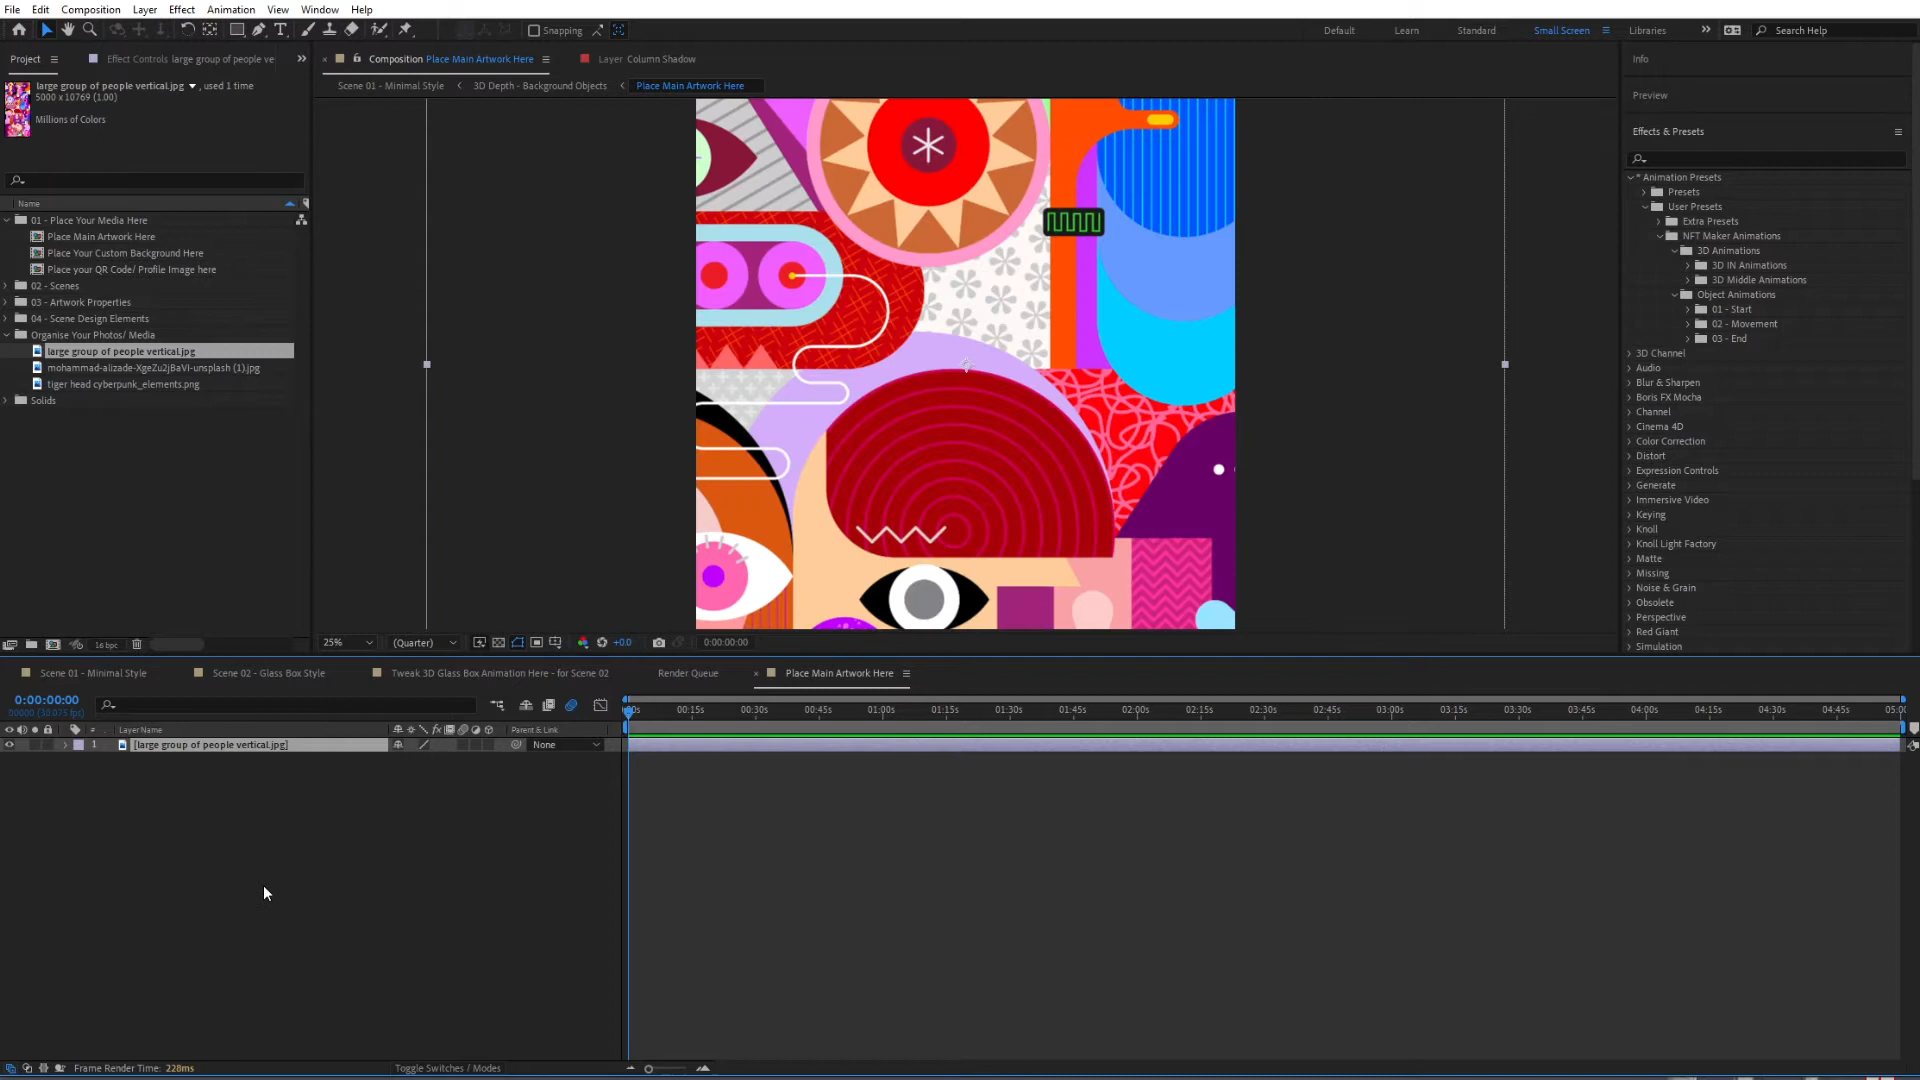 File Edit Composition Layer Effect Animation View Window Help
Snapping
Default Learn Standard Small Screen Libraries Search Help
Project Effect Controls large group of people ve
Composition Place Main Artwork Here Layer Column Shadow
Info
large group of people vertical.jpg , used 1 time
5000 x 10769 (1.00)
Millions of Colors
Scene 01 - Minimal Style 3D Depth - Background Objects Place Main Artwork Here
Preview
Effects & Presets
Name
01 - Place Your Media Here
Place Main Artwork Here
Place Your Custom Background Here
Place your QR Code/ Profile Image here
02 - Scenes
03 - Artwork Properties
04 - Scene Design Elements
Organise Your Photos/ Media
large group of people vertical.jpg
mohammad-alizade-XgeZu2jBaVI-unsplash (1).jpg
tiger head cyberpunk_elements.png
Solids
* Animation Presets
Presets
User Presets
Extra Presets
NFT Maker Animations
3D Animations
3D IN Animations
3D Middle Animations
Object Animations
01 - Start
02 - Movement
03 - End
3D Channel
Audio
Blur & Sharpen
Boris FX Mocha
Channel
Cinema 4D
Color Correction
Distort
Expression Controls
Generate
Immersive Video
Keying
Knoll
Knoll Light Factory
Matte
Missing
Noise & Grain
Obsolete
Perspective
Red Giant
Simulation
16 bpc
25% (Quarter) +0.0 0:00:00:00
Scene 01 - Minimal Style Scene 02 - Glass Box Style Tweak 3D Glass Box Animation Here - for Scene 02 Render Queue Place Main Artwork Here
0:00:00:00
00000 (30.075 fps)
00:15s 00:30s 00:45s 01:00s 01:15s 01:30s 01:45s 02:00s 02:15s 02:30s 02:45s 03:00s 03:15s 03:30s 03:45s 04:00s 04:15s 04:30s 04:45s 05:0
# Layer Name Parent & Link
1 [large group of people vertical.jpg] None
Frame Render Time: 228ms Toggle Switches / Modes